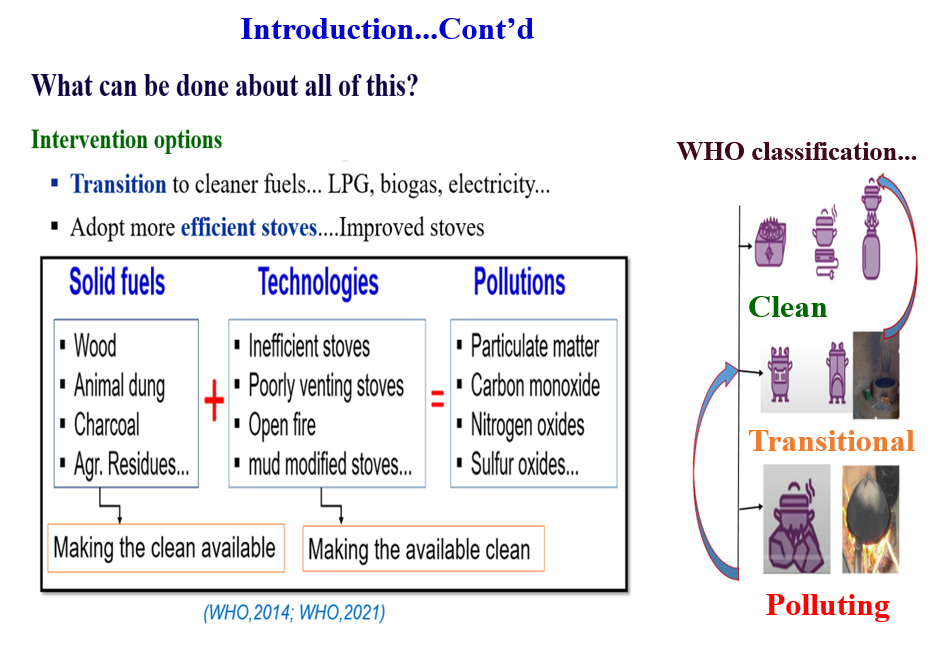 Introduction...Cont’d
What can be done about all of this?
Intervention options
▪ Transition to cleaner fuels... LPG, biogas, electricity...
▪ Adopt more efficient stoves....Improved stoves
Solid fuels
▪ Wood
▪ Animal dung
▪ Charcoal
▪ Agr. Residues...
+
Technologies
▪ Inefficient stoves
▪ Poorly venting stoves
▪ Open fire
▪ mud modified stoves...
=
Pollutions
▪ Particulate matter
▪ Carbon monoxide
▪ Nitrogen oxides
▪ Sulfur oxides...
Making the clean available
Making the available clean
(WHO,2014; WHO,2021)
WHO classification...
Clean
Transitional
Polluting